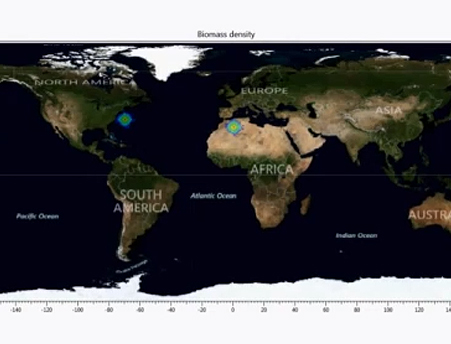 Biomass density
NORTH AMERICA
EUROPE
ASIA
AFRICA
SOUTH
AMERICA
Atlantic Ocean
Pacific Ocean
AUSTRA
Indian Ocean
-140 -120 -100 -80 -60 -40 -20 0 20 40 60 80 100 120 14